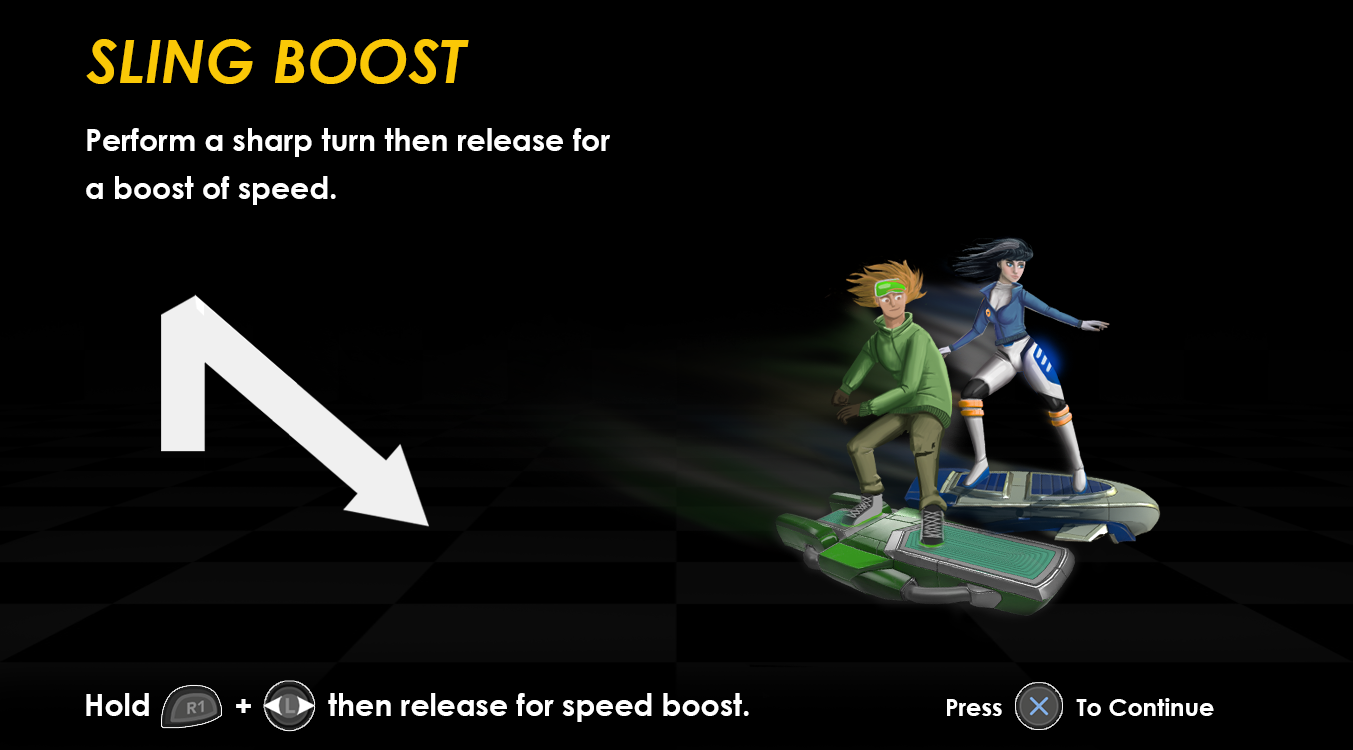 SLING BOOST
Perform a sharp turn then release for
a boost of speed.
Hold R1 + L then release for speed boost.
Press X To Continue